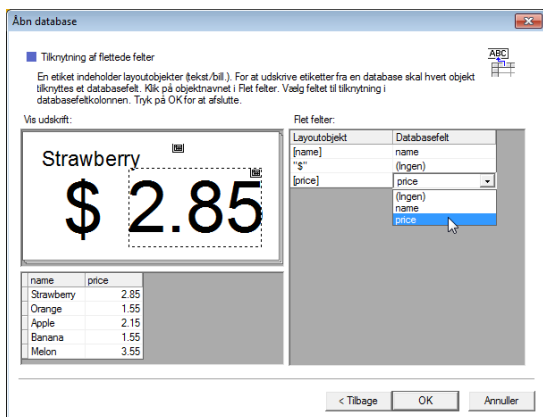 Åbn database
Tilknytning af flettede felter
ABC
En etiket indeholder layoutobjekter (tekst/bill.). For at udskrive etiketter fra en database skal hvert objekt
tilknyttes et databasefelt. Klik på objektnavnet i Flet felter. Vælg feltet til tilknytning i
databasefeltkolonnen. Tryk på OK for at afslutte.
Vis udskrift:
Strawberry
$ 2.85
name price
Strawberry 2.85
Orange 1.55
Apple 2.15
Banana 1.55
Melon 3.55
Flet felter:
Layoutobjekt Databasefelt
[name] name
"$" (Ingen)
[price] price
(Ingen)
name
price
< Tilbage OK Annuller